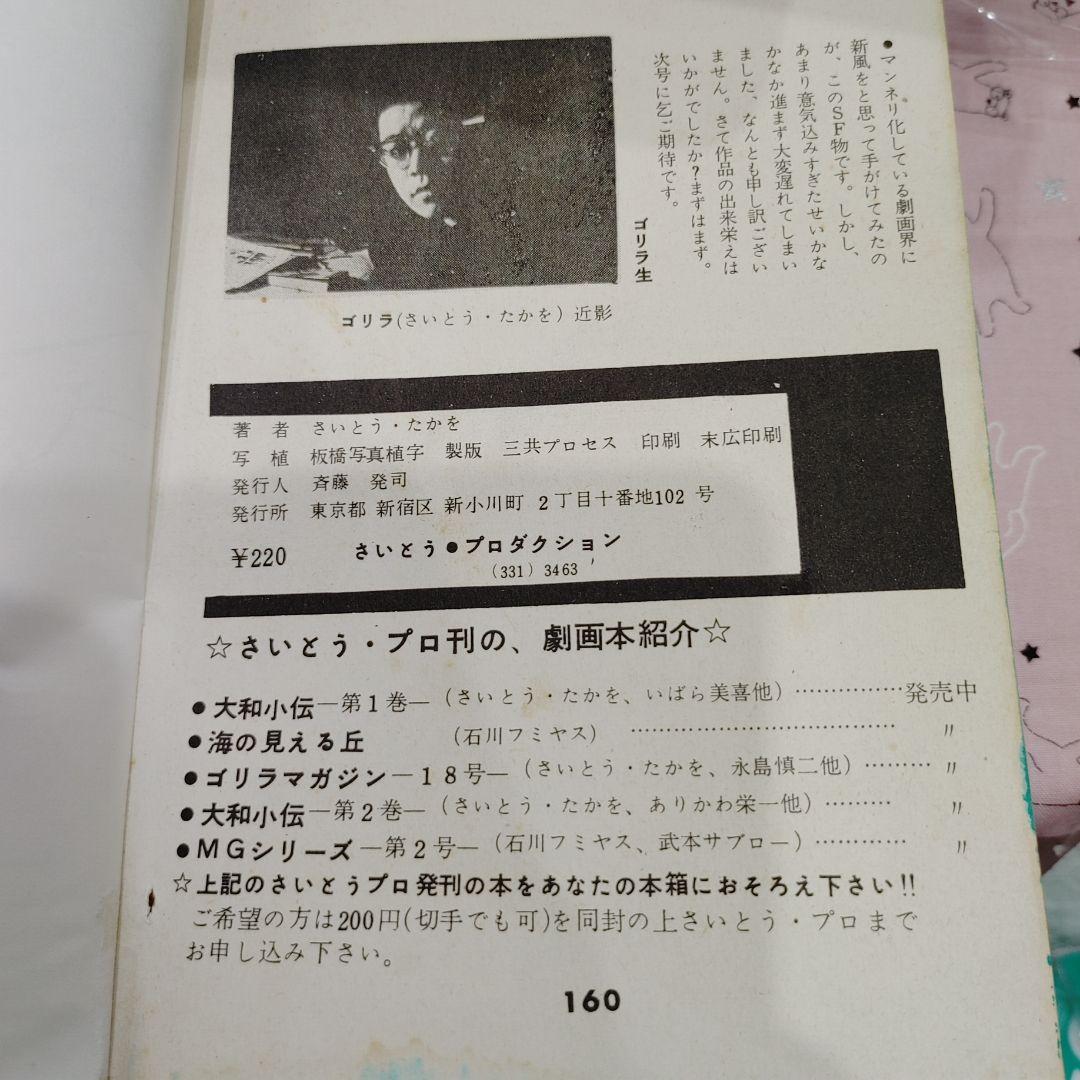 ●マンネリ化している劇画界に
新風をと思って手がけてみたの
が、このＳＦ物です。しかし、
あまり意気込みすぎたせいかな
かなか進まず大変遅れてしまい
ました、なんとも申し訳ござい
ません。さて作品の出来栄えは
いかがでしたか？まずはまず。
次号に乞ご期待です。
ゴリラ生
ゴリラ(さいとう・たかを) 近影
著 者 さいとう・たかを
写 植 板橋写真植字 製版 三共プロセス 印刷 末広印刷
発行人 斉藤 発司
発行所 東京都 新宿区 新小川町 2丁目十番地102 号
￥220 さいとう●プロダクション
(331) 3463
☆さいとう・プロ刊の、劇画本紹介☆
●大和小伝―第１巻―（さいとう・たかを、いばら美喜他）……………発売中
●海の見える丘 （石川フミヤス）……………………………〃
●ゴリラマガジン―１８号―（さいとう・たかを、永島慎二他）………〃
●大和小伝―第２巻―（さいとう・たかを、ありかわ栄一他）………〃
●ＭＧシリーズ―第２号―（石川フミヤス、武本サブロー）…………〃
☆上記のさいとうプロ発刊の本をあなたの本箱におそろえ下さい!!
ご希望の方は200円(切手でも可)を同封の上さいとう・プロまで
お申し込み下さい。
160